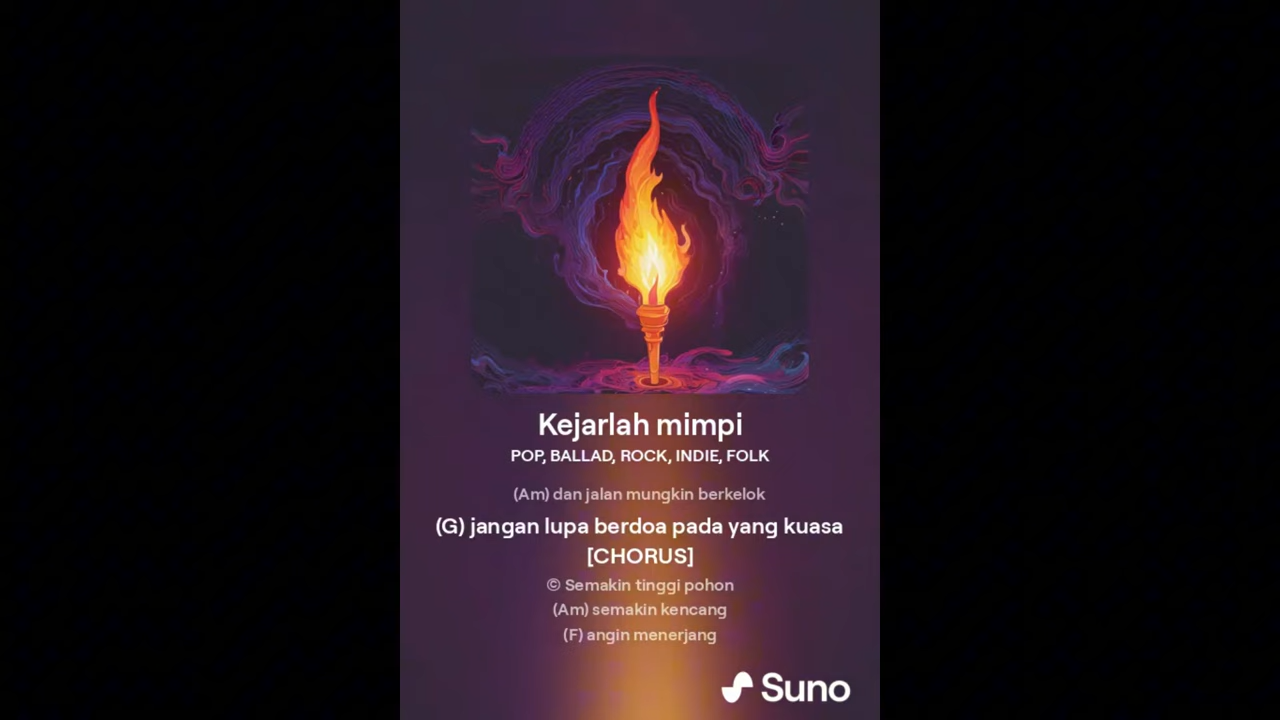 Kejarlah mimpi
POP, BALLAD, ROCK, INDIE, FOLK
(Am) dan jalan mungkin berkelok
(G) jangan lupa berdoa pada yang kuasa
[CHORUS]
© Semakin tinggi pohon
(Am) semakin kencang
(F) angin menerjang
Suno